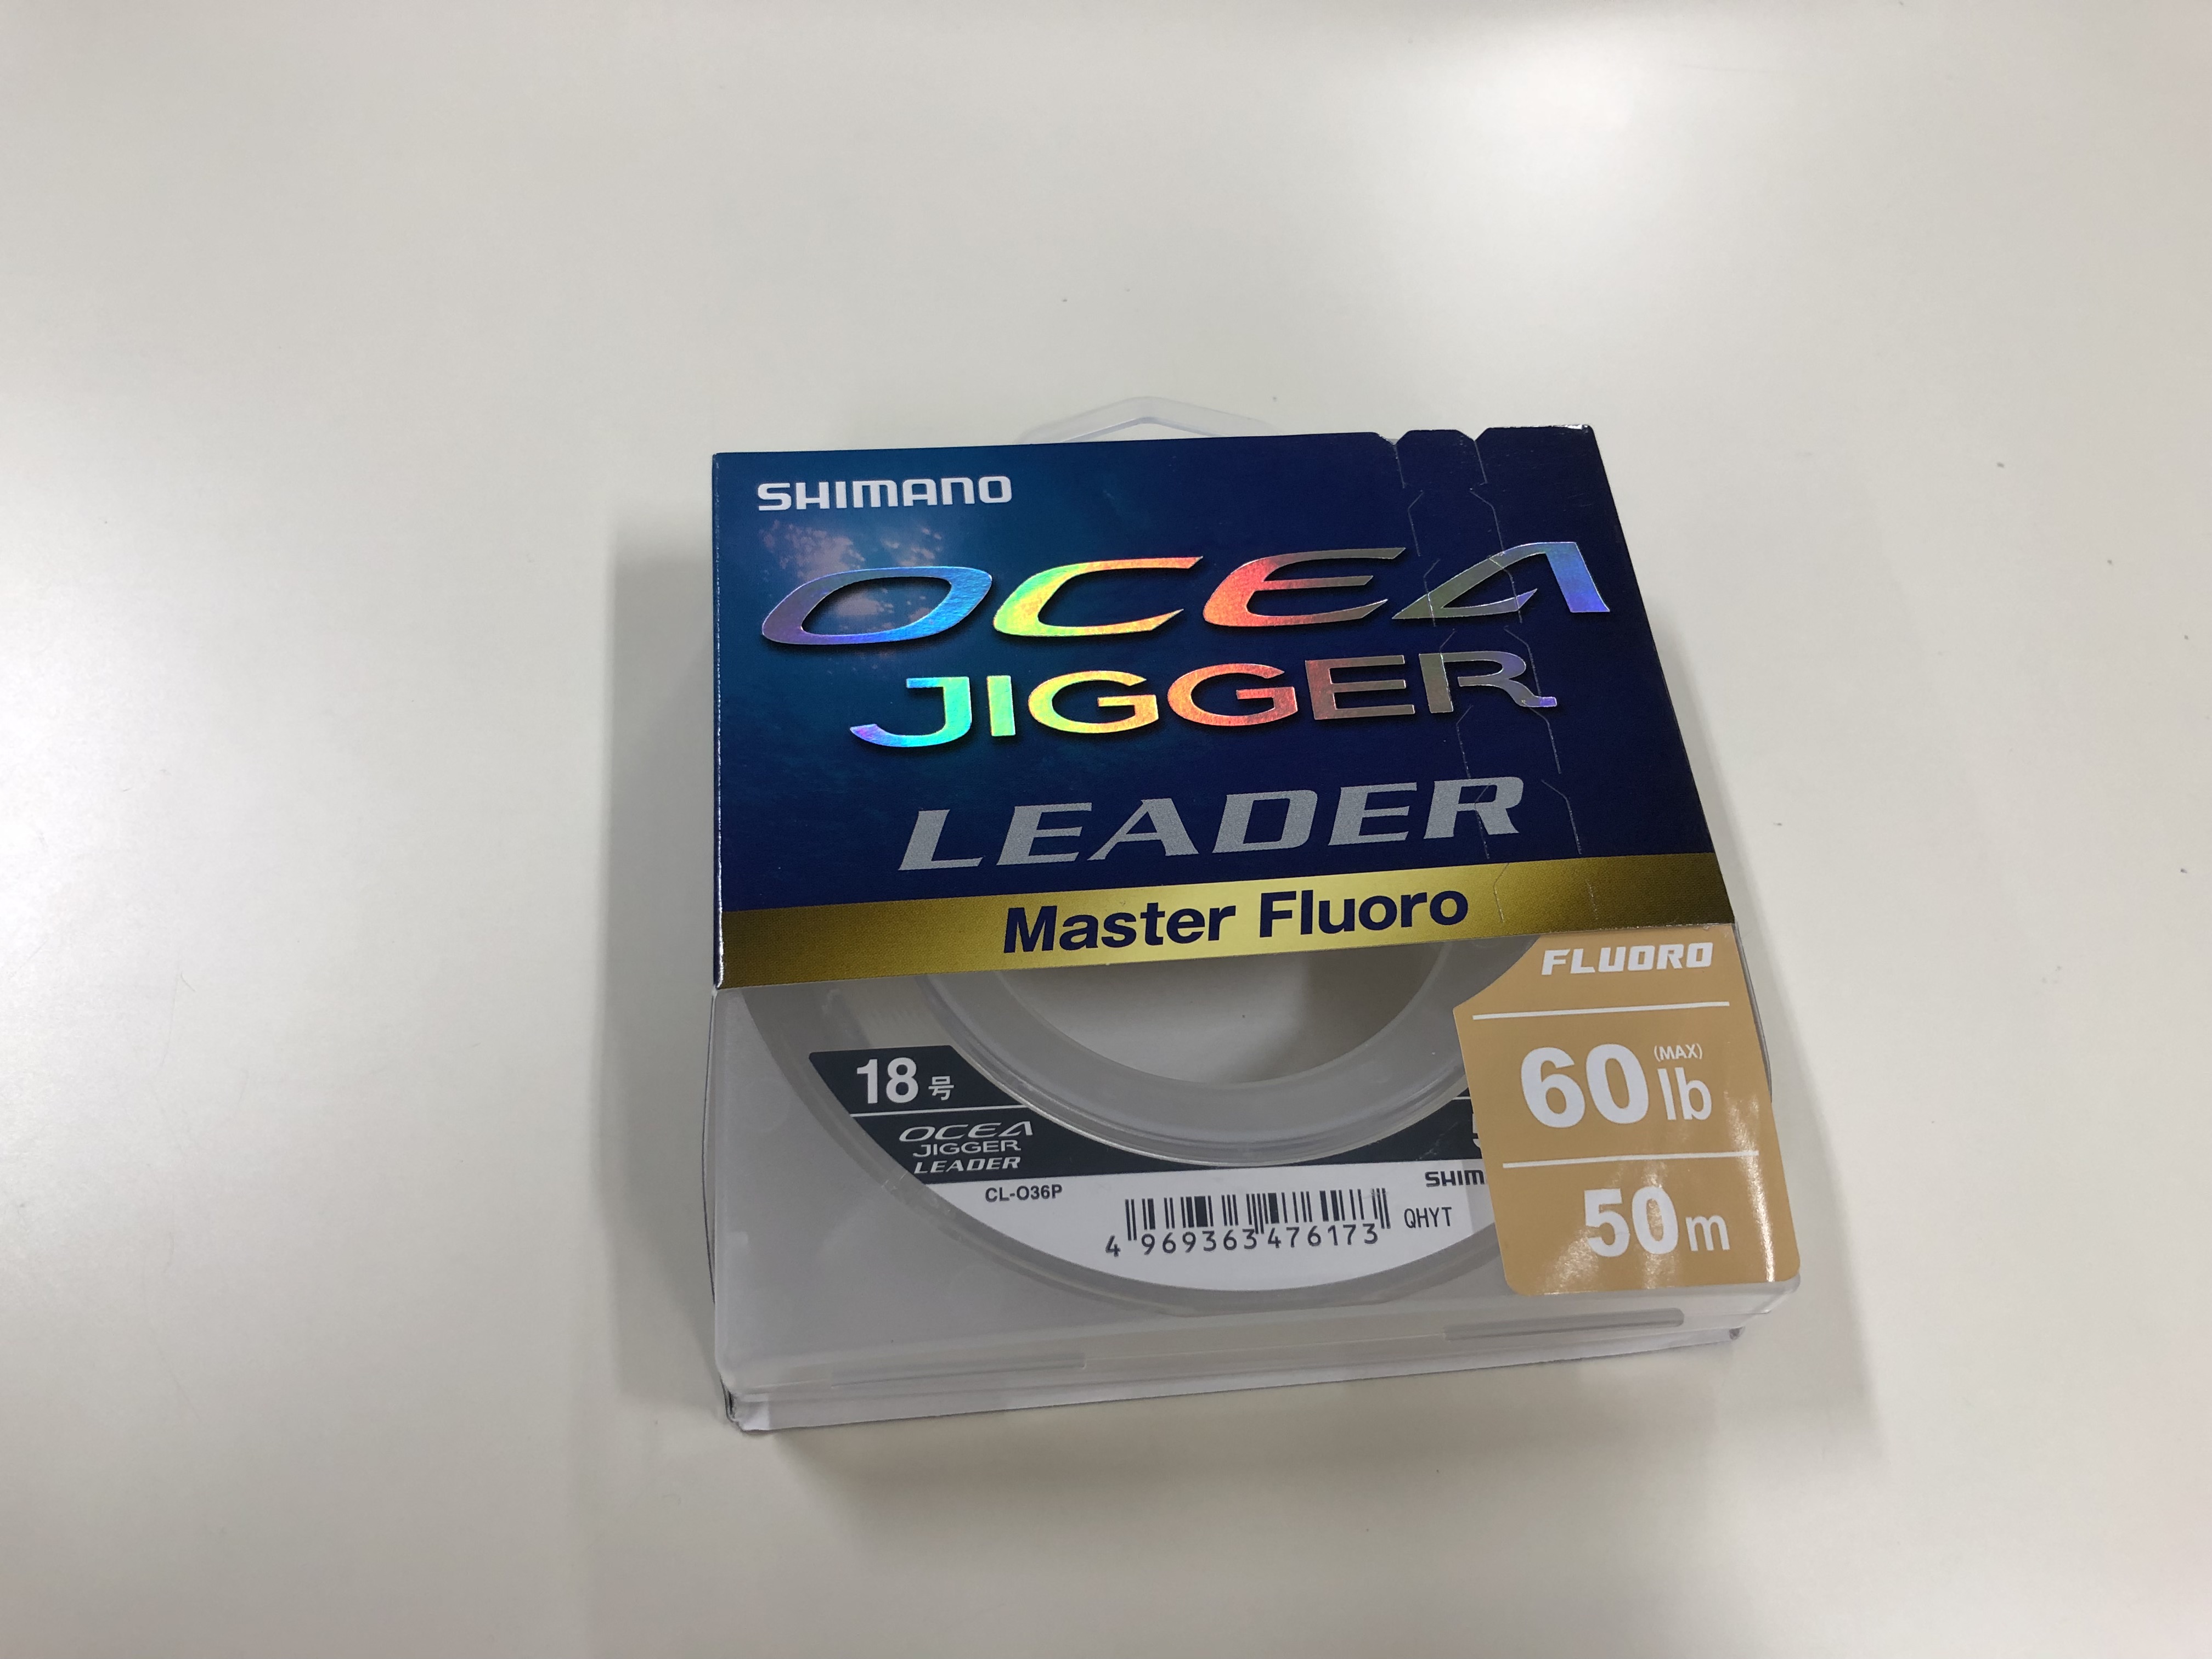 SHIMANO
OCEA
JIGGER
LEADER
Master Fluoro
FLUORO
60 (MAX) lb
50m
18号
OCEA
JIGGER
LEADER
CL-O36P
SHIM
4 969363 476173
QHYT